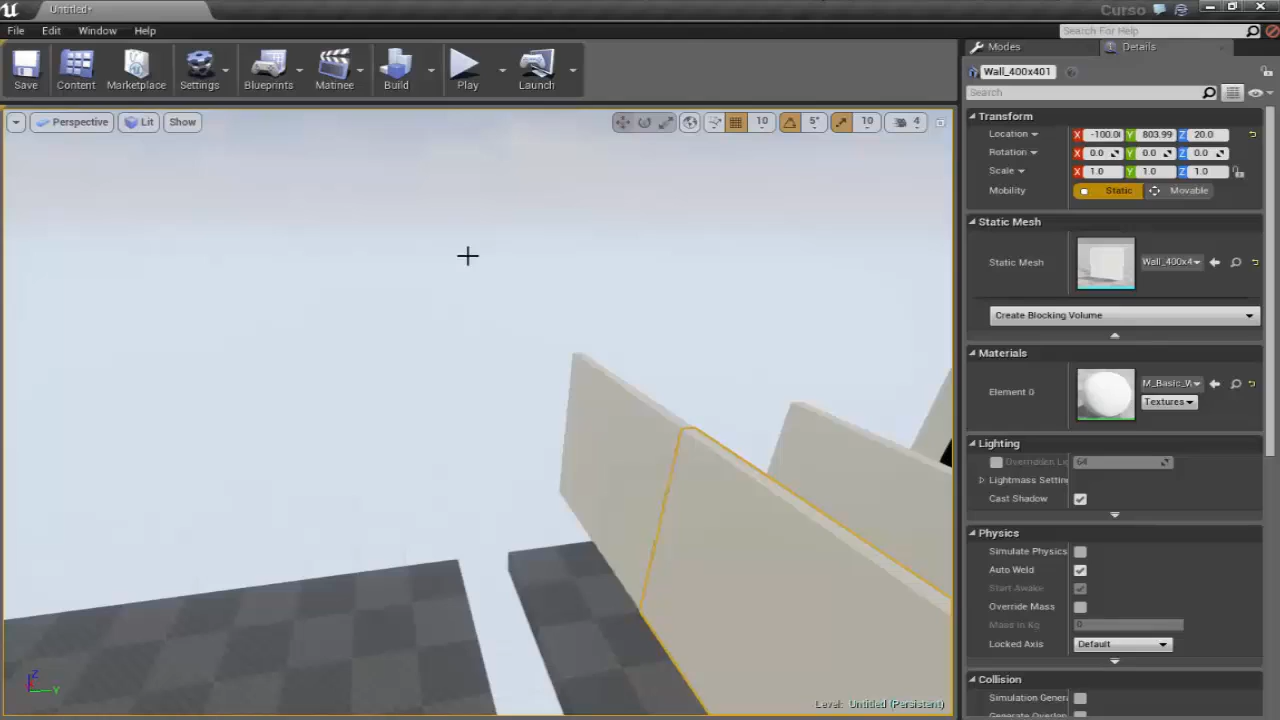 Untitled*
Curso
File Edit Window Help
Search For Help
Save Content Marketplace Settings Blueprints Matinee Build Play Launch
Modes Details
Wall_400x401
Search
Perspective Lit Show
10 5° 10 4
Transform
Location X -100.0 Y 803.99 Z 20.0
Rotation X 0.0 Y 0.0 Z 0.0
Scale X 1.0 Y 1.0 Z 1.0
Mobility Static Movable
Static Mesh
Static Mesh Wall_400x4
Create Blocking Volume
Materials
Element 0 M_Basic_W
Textures
Lighting
Overridden Li 64
Lightmass Settin
Cast Shadow
Physics
Simulate Physics
Auto Weld
Start Awake
Override Mass
Mass in Kg 0
Locked Axis Default
Collision
Simulation Genera
Z
Y
Level: Untitled (Persistent)